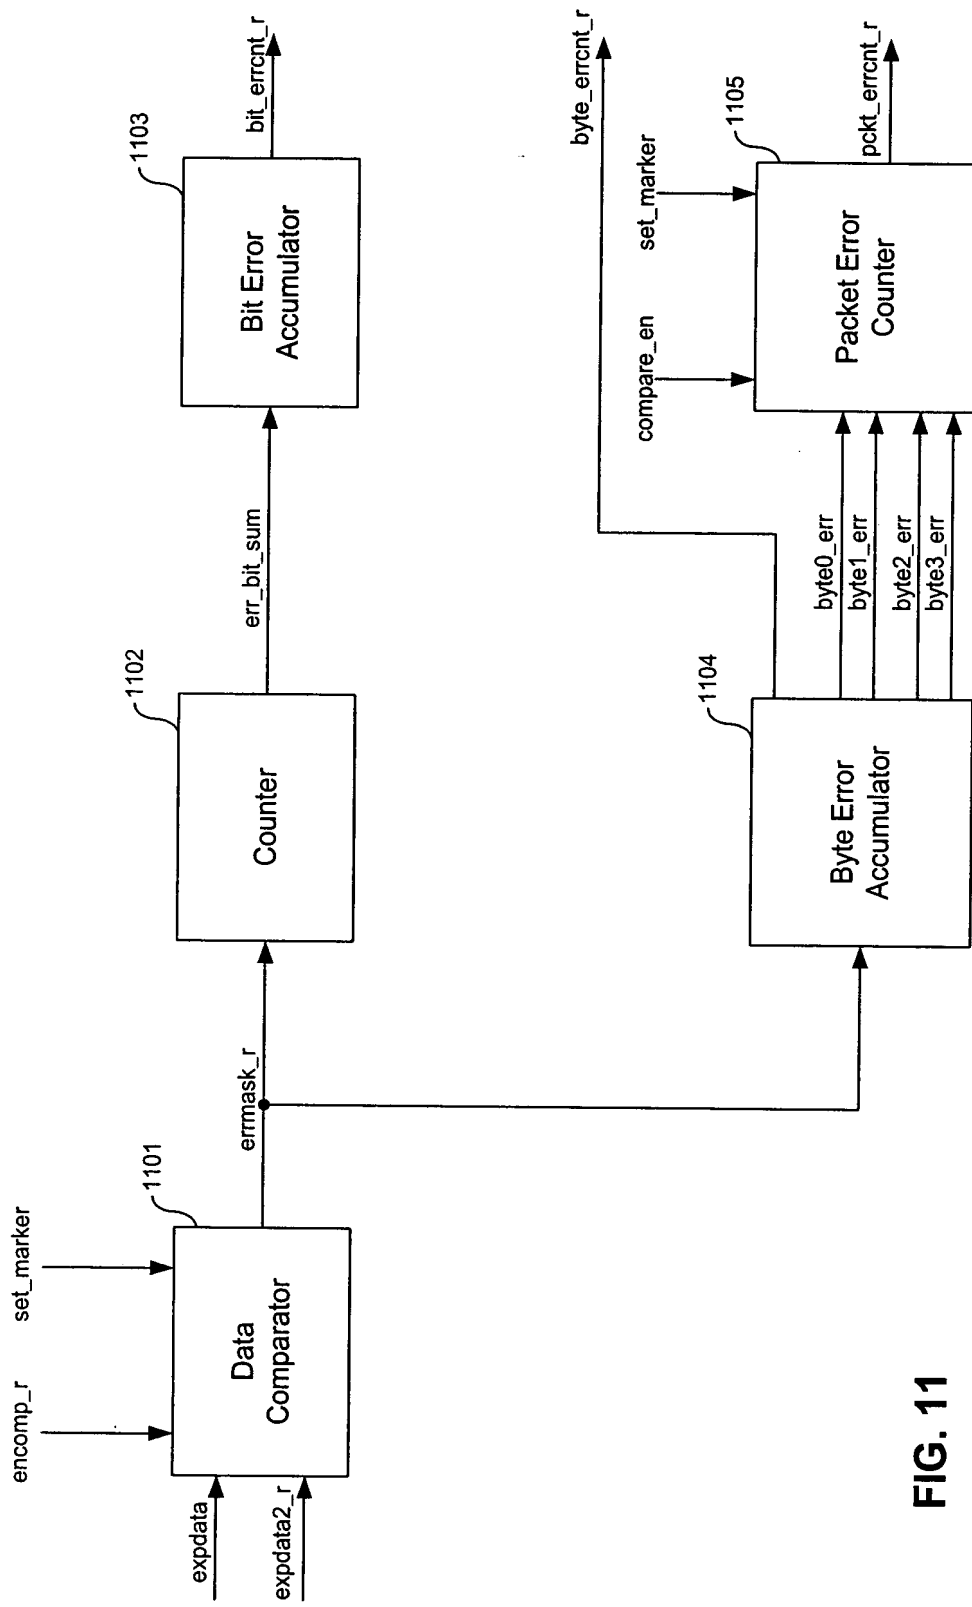 encomp_r
set_marker
expdata
expdata2_r
1101
Data
Comparator
errmask_r
1102
Counter
err_bit_sum
1103
Bit Error
Accumulator
bit_errcnt_r
1104
Byte Error
Accumulator
byte_errcnt_r
byte0_err
byte1_err
byte2_err
byte3_err
compare_en
set_marker
1105
Packet Error
Counter
pckt_errcnt_r
FIG. 11